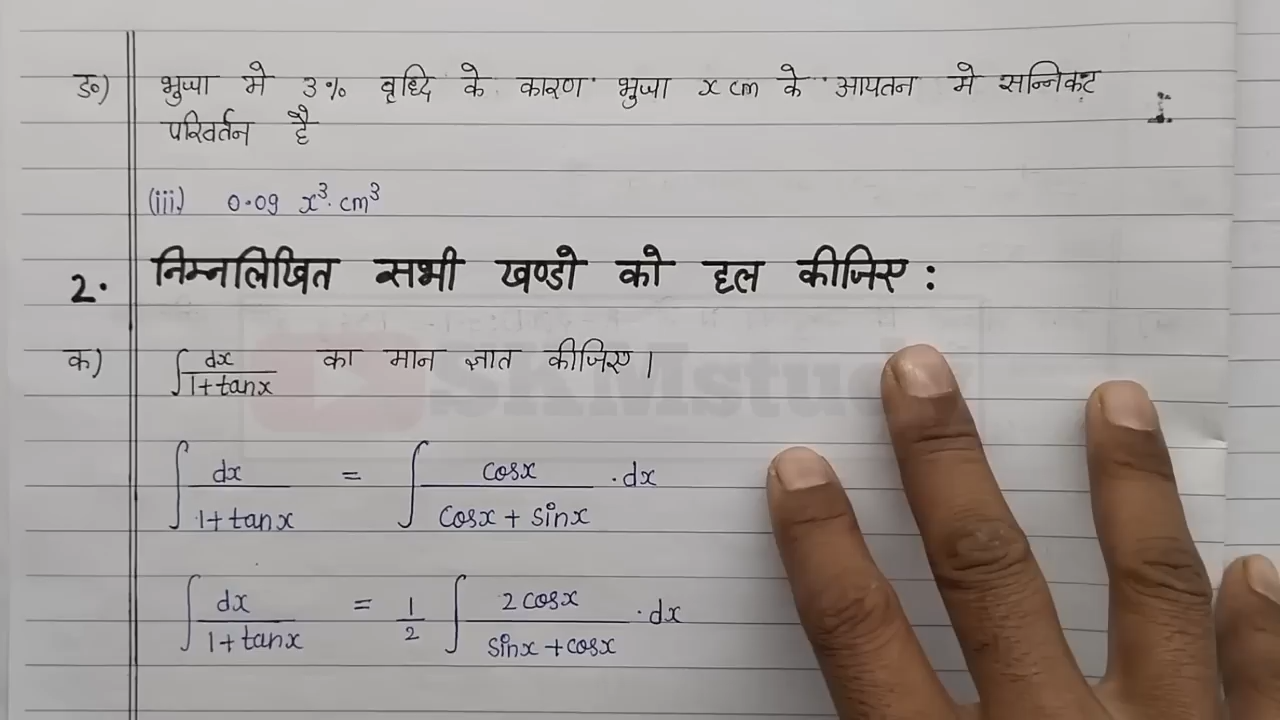 ङ०) भुजा मे 3% वृध्दि के कारण भुजा x cm के आयतन मे सन्निकट
परिवर्तन है
(iii) 0.09 x³. cm³
2. निम्नलिखित सभी खण्डो को हल कीजिए :
क) ∫ dx/1+tanx का मान ज्ञात कीजिए।
∫ dx/1+tanx = ∫ cosx/cosx+sinx .dx
∫ dx/1+tanx = 1/2 ∫ 2cosx/sinx+cosx .dx
SKMstudy